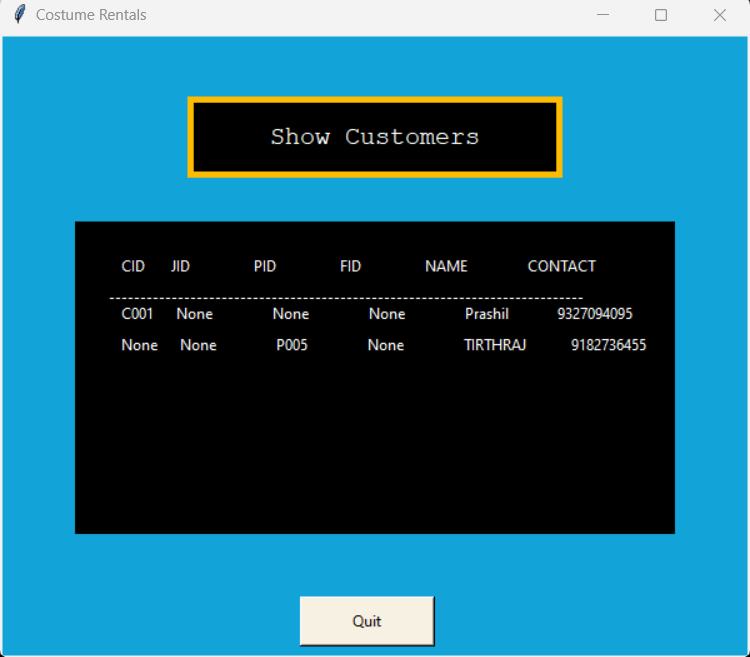 Costume Rentals
Show Customers
CID JID PID FID NAME CONTACT
--------------------------------------------------------------------------------
C001 None None None Prashil 9327094095
None None P005 None TIRTHRAJ 9182736455
Quit